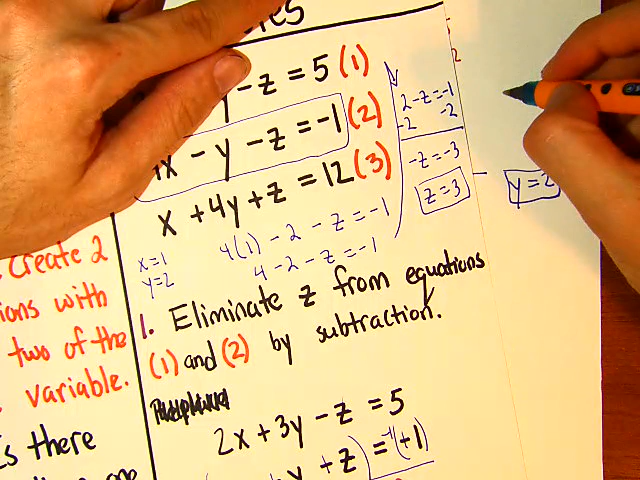 y - z = 5 (1)
4x - y - z = -1 (2)
x + 4y + z = 12 (3)
2 - z = -1
-2 -2
-z = -3
z = 3
y = 2
x = 1
y = 2
4(1) - 2 - z = -1
4 - 2 - z = -1
1. Eliminate z from equations
(1) and (2) by subtraction.
2x + 3y - z = 5
y + z) = (+1)
Create 2
with
two of the
variable.
there